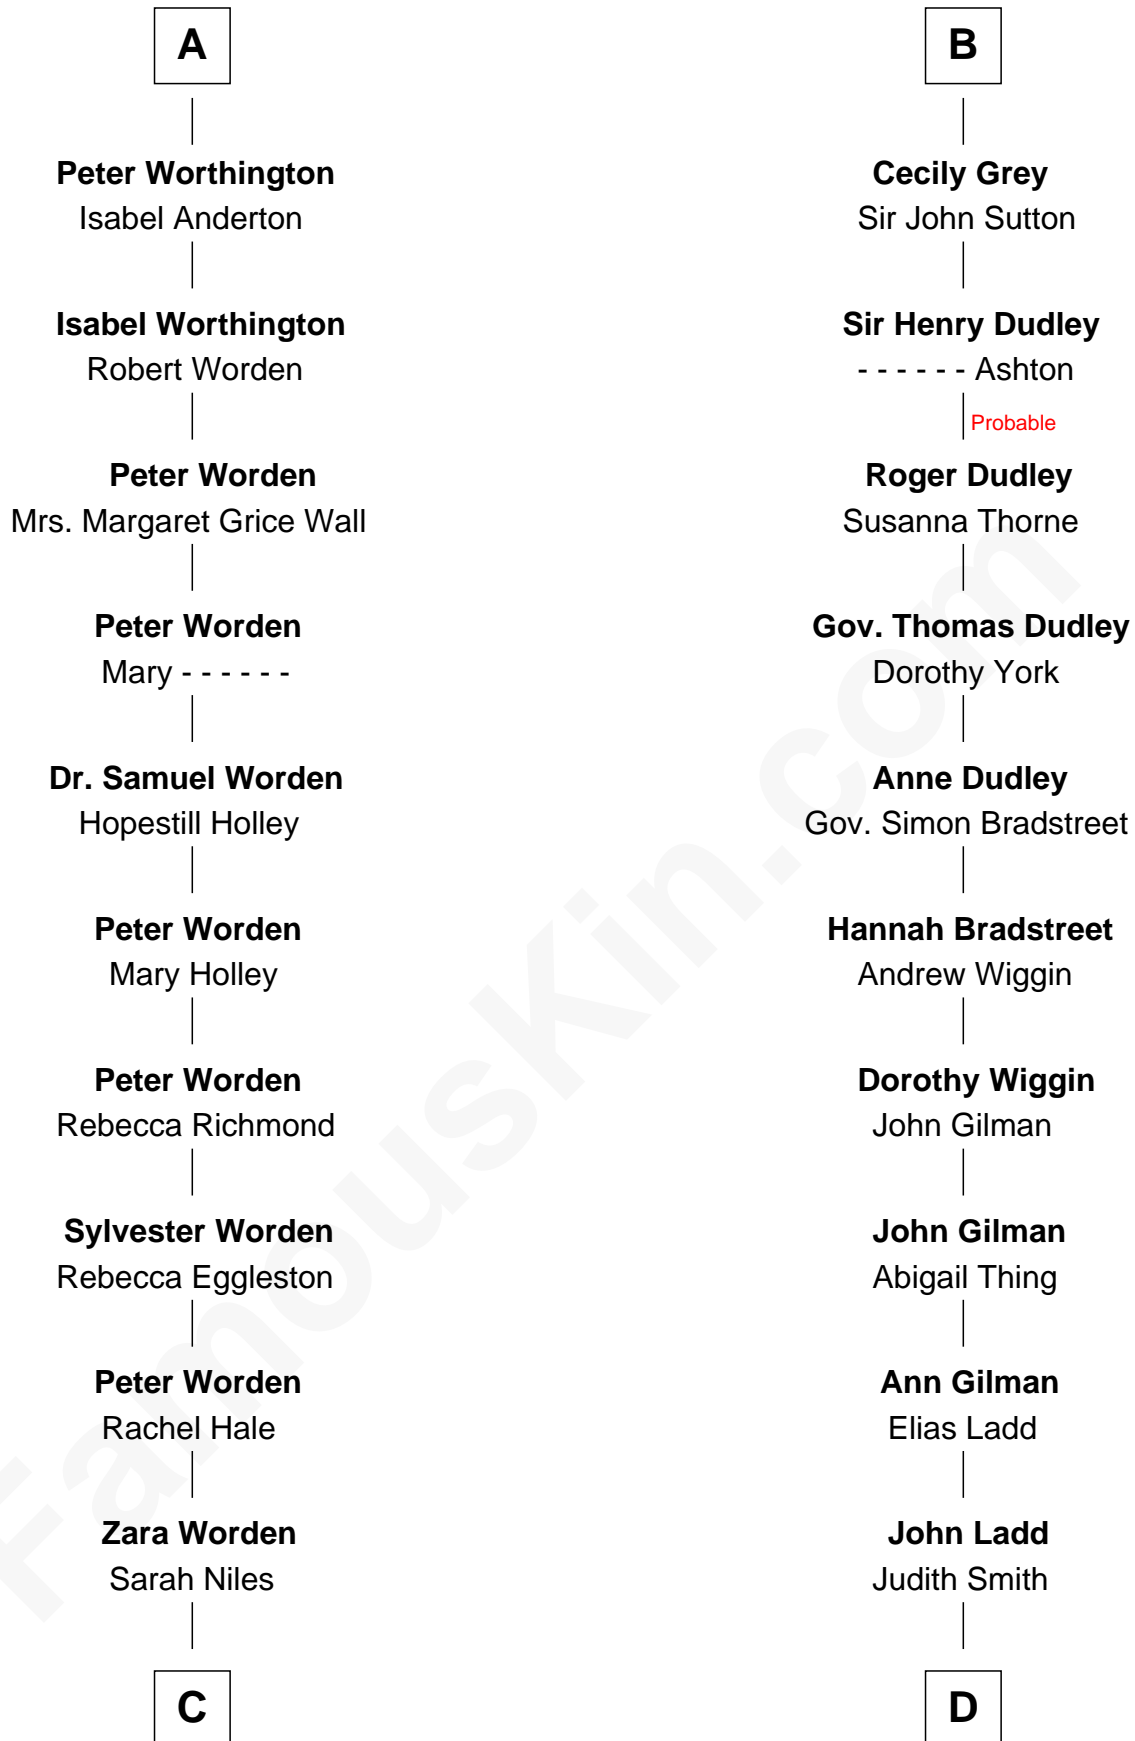 A
Peter Worthington
Isabel Anderton
Isabel Worthington
Robert Worden
Peter Worden
Mrs. Margaret Grice Wall
Peter Worden
Mary - - - - - -
Dr. Samuel Worden
Hopestill Holley
Peter Worden
Mary Holley
Peter Worden
Rebecca Richmond
Sylvester Worden
Rebecca Eggleston
Peter Worden
Rachel Hale
Zara Worden
Sarah Niles
C
B
Cecily Grey
Sir John Sutton
Sir Henry Dudley
- - - - - - Ashton
Probable
Roger Dudley
Susanna Thorne
Gov. Thomas Dudley
Dorothy York
Anne Dudley
Gov. Simon Bradstreet
Hannah Bradstreet
Andrew Wiggin
Dorothy Wiggin
John Gilman
John Gilman
Abigail Thing
Ann Gilman
Elias Ladd
John Ladd
Judith Smith
D
FamousKin.com